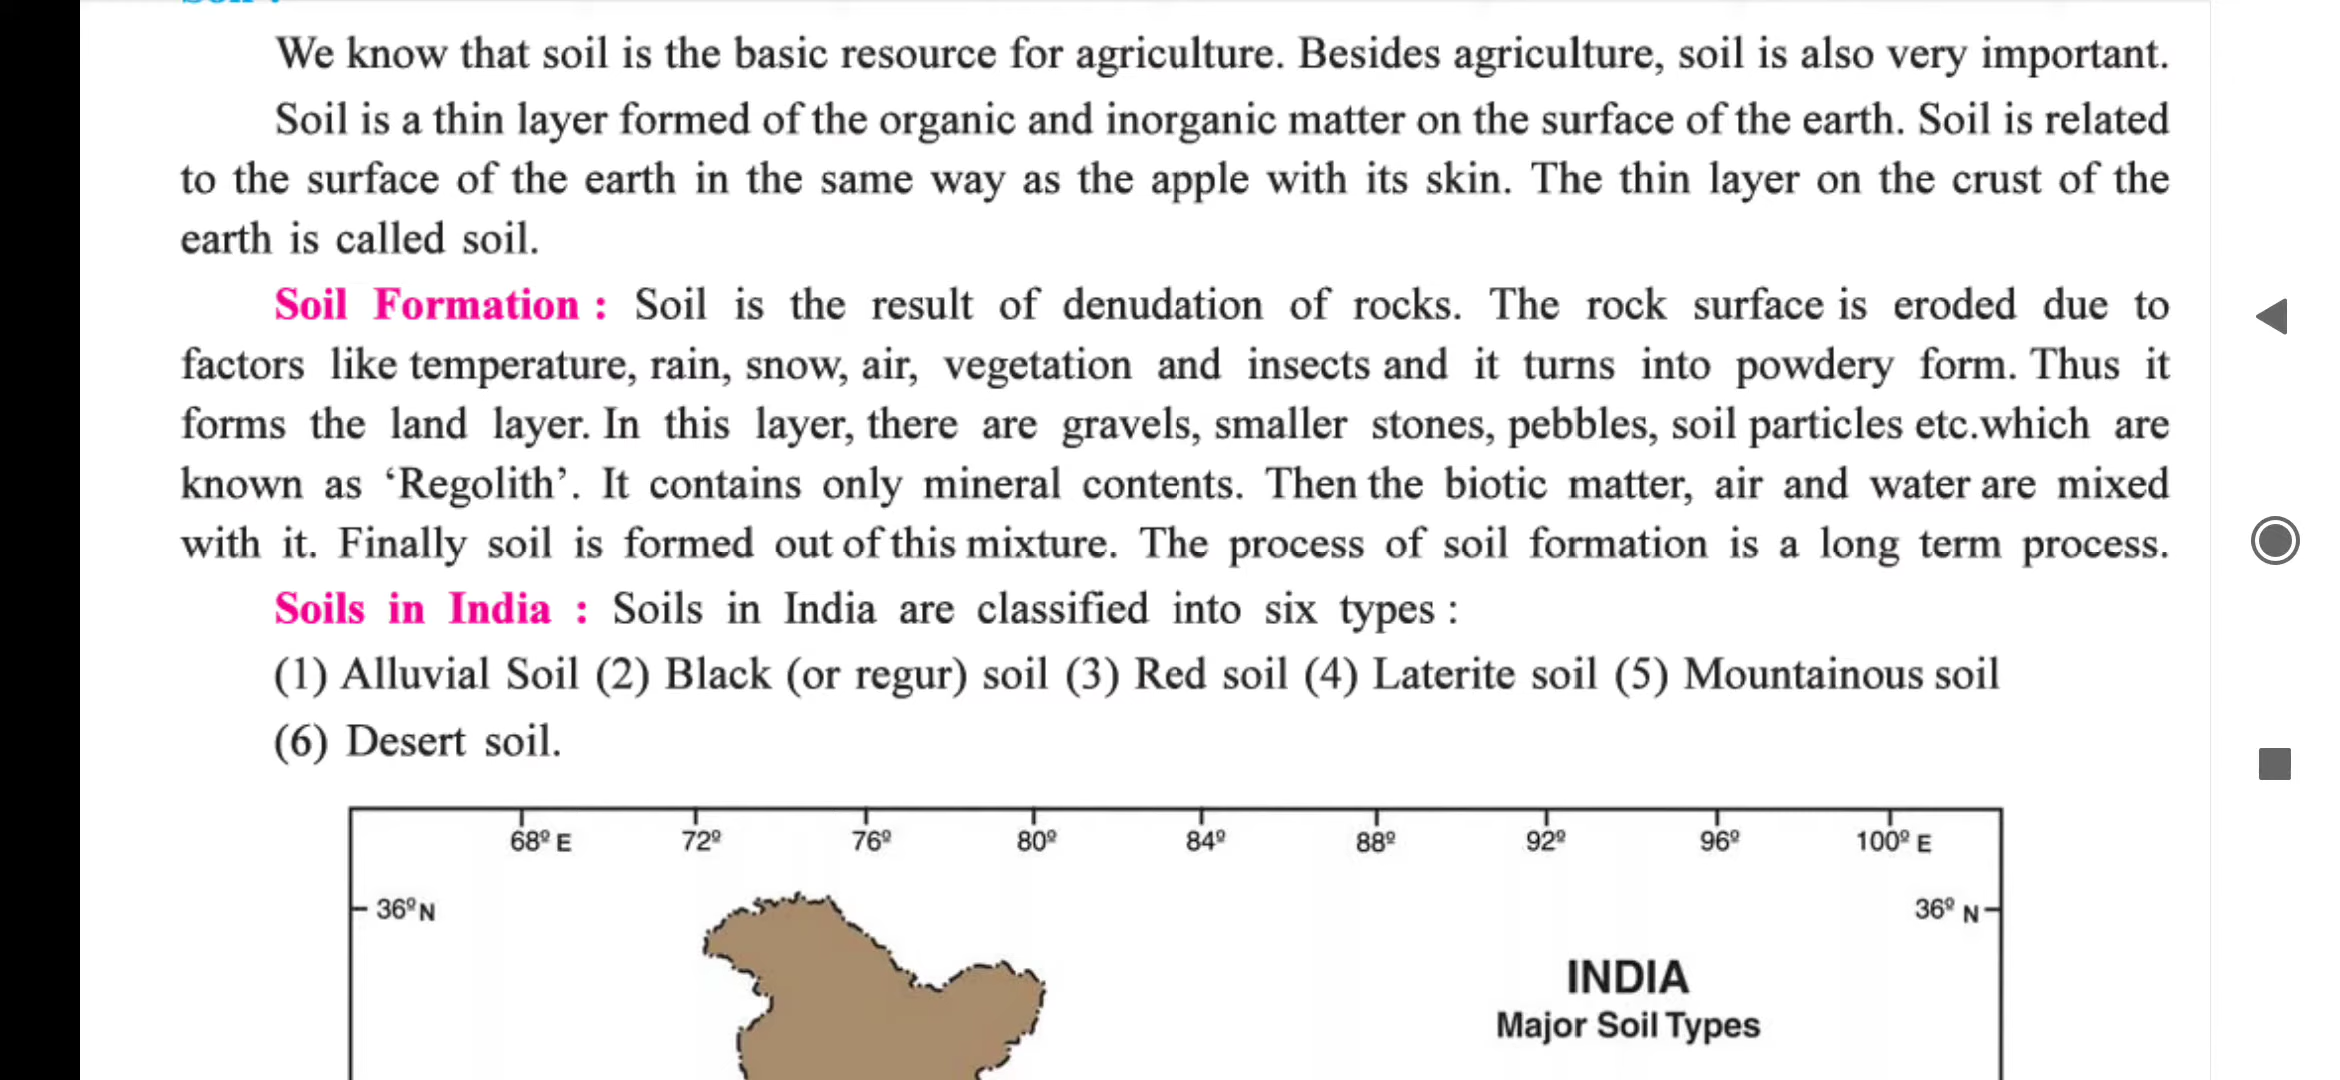 We know that soil is the basic resource for agriculture. Besides agriculture, soil is also very important.
Soil is a thin layer formed of the organic and inorganic matter on the surface of the earth. Soil is related
to the surface of the earth in the same way as the apple with its skin. The thin layer on the crust of the
earth is called soil.
Soil Formation : Soil is the result of denudation of rocks. The rock surface is eroded due to
factors like temperature, rain, snow, air, vegetation and insects and it turns into powdery form. Thus it
forms the land layer. In this layer, there are gravels, smaller stones, pebbles, soil particles etc.which are
known as ‘Regolith’. It contains only mineral contents. Then the biotic matter, air and water are mixed
with it. Finally soil is formed out of this mixture. The process of soil formation is a long term process.
Soils in India : Soils in India are classified into six types :
(1) Alluvial Soil (2) Black (or regur) soil (3) Red soil (4) Laterite soil (5) Mountainous soil
(6) Desert soil.
68º E 72º 76º 80º 84º 88º 92º 96º 100º E
36º N 36º N
INDIA
Major Soil Types